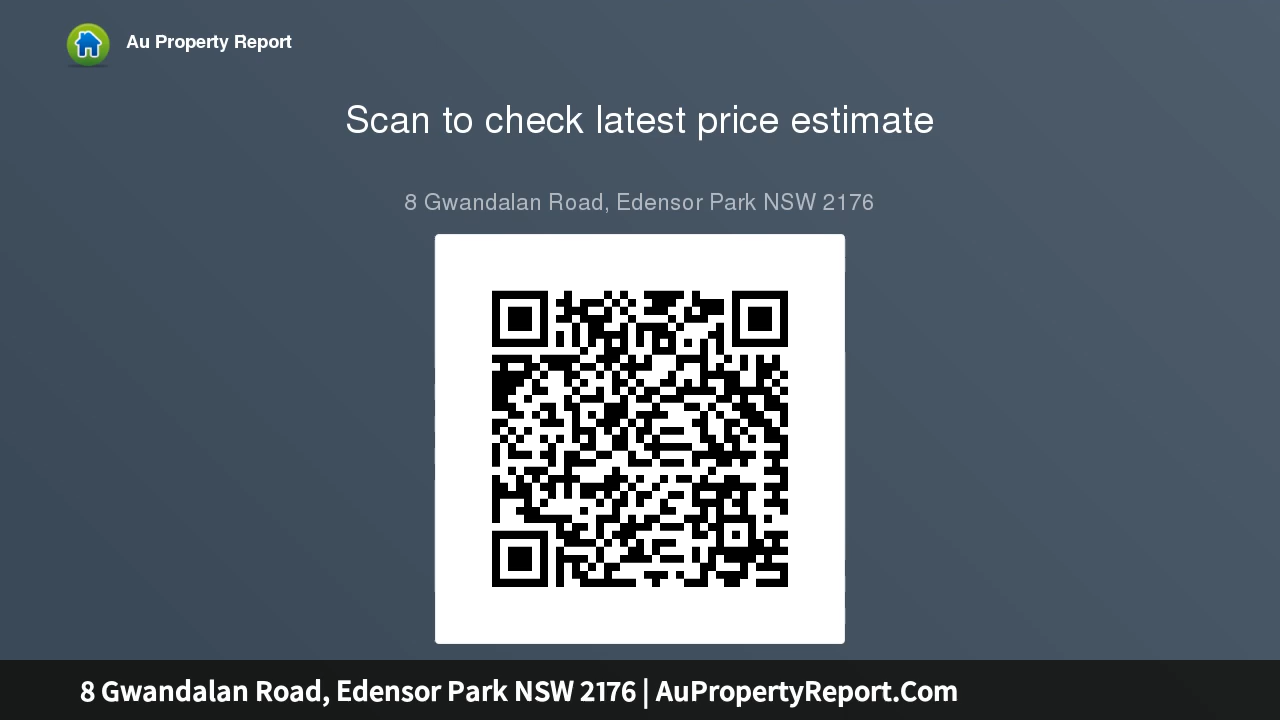 Au Property Report
Scan to check latest price estimate
8 Gwandalan Road, Edensor Park NSW 2176
8 Gwandalan Road, Edensor Park NSW 2176 | AuPropertyReport.Com